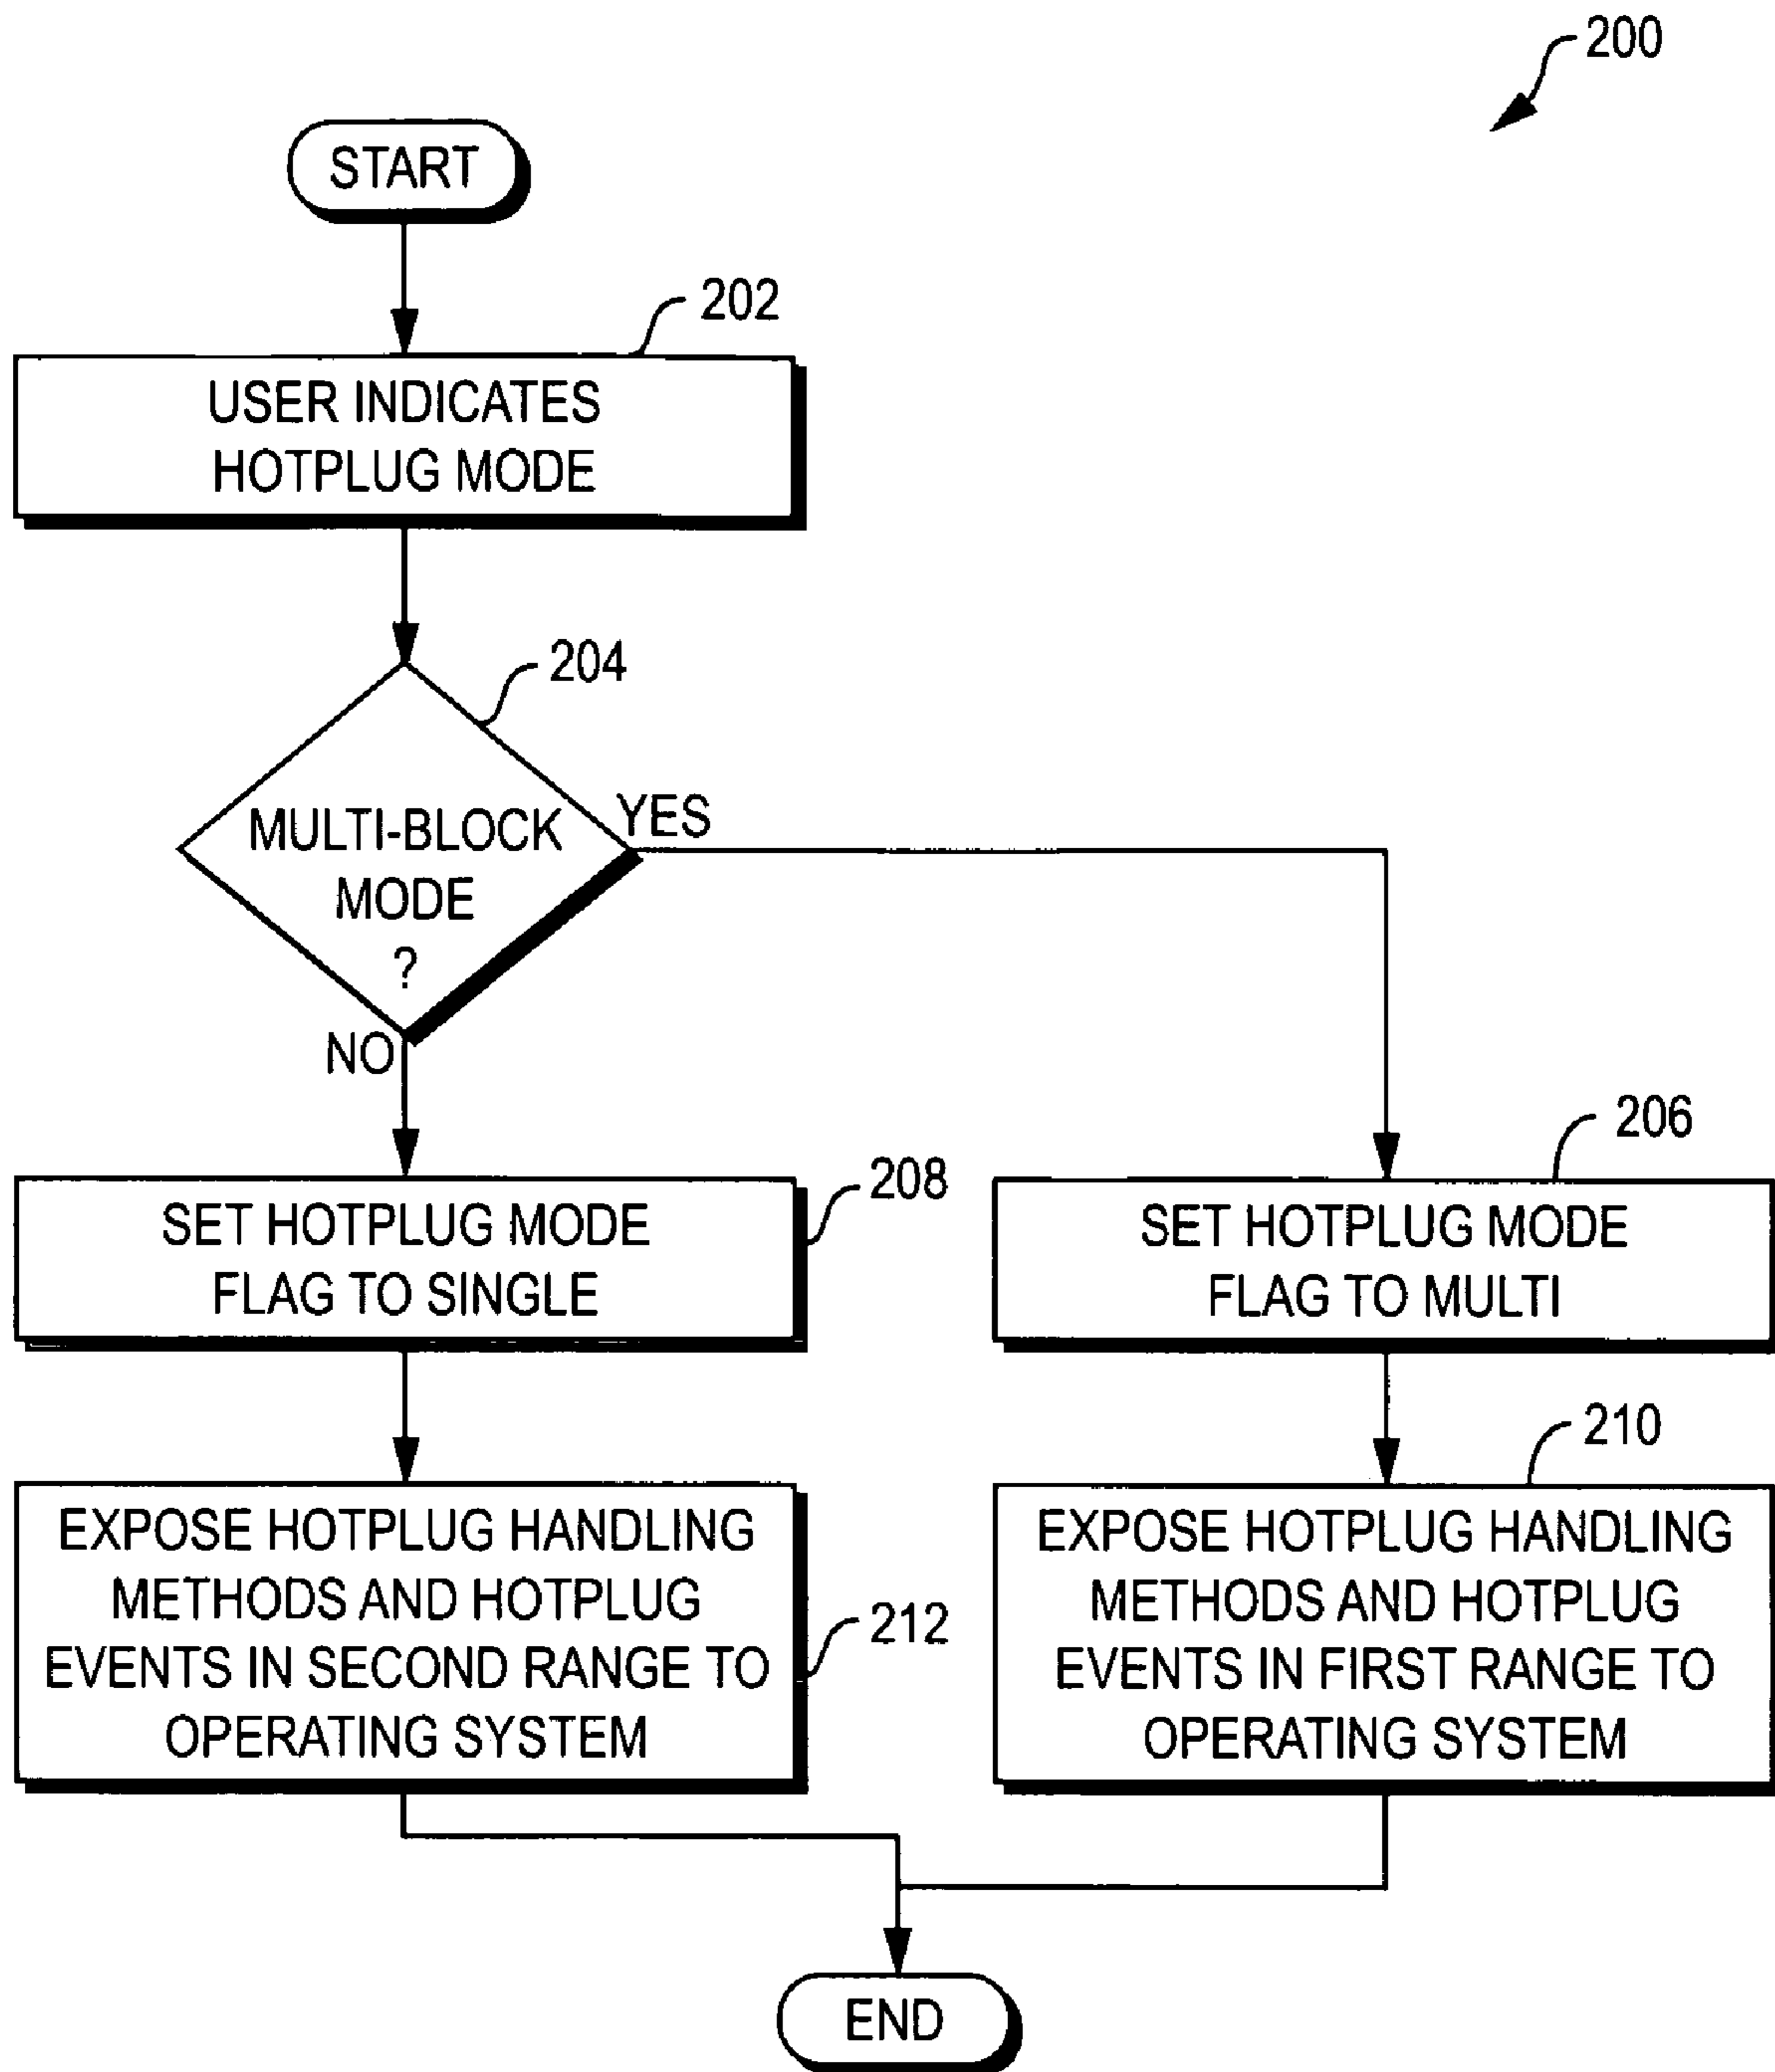 200
START
202
USER INDICATES
HOTPLUG MODE
204
MULTI-BLOCK
MODE
?
YES
NO
208
SET HOTPLUG MODE
FLAG TO SINGLE
206
SET HOTPLUG MODE
FLAG TO MULTI
212
EXPOSE HOTPLUG HANDLING
METHODS AND HOTPLUG
EVENTS IN SECOND RANGE TO
OPERATING SYSTEM
210
EXPOSE HOTPLUG HANDLING
METHODS AND HOTPLUG
EVENTS IN FIRST RANGE TO
OPERATING SYSTEM
END